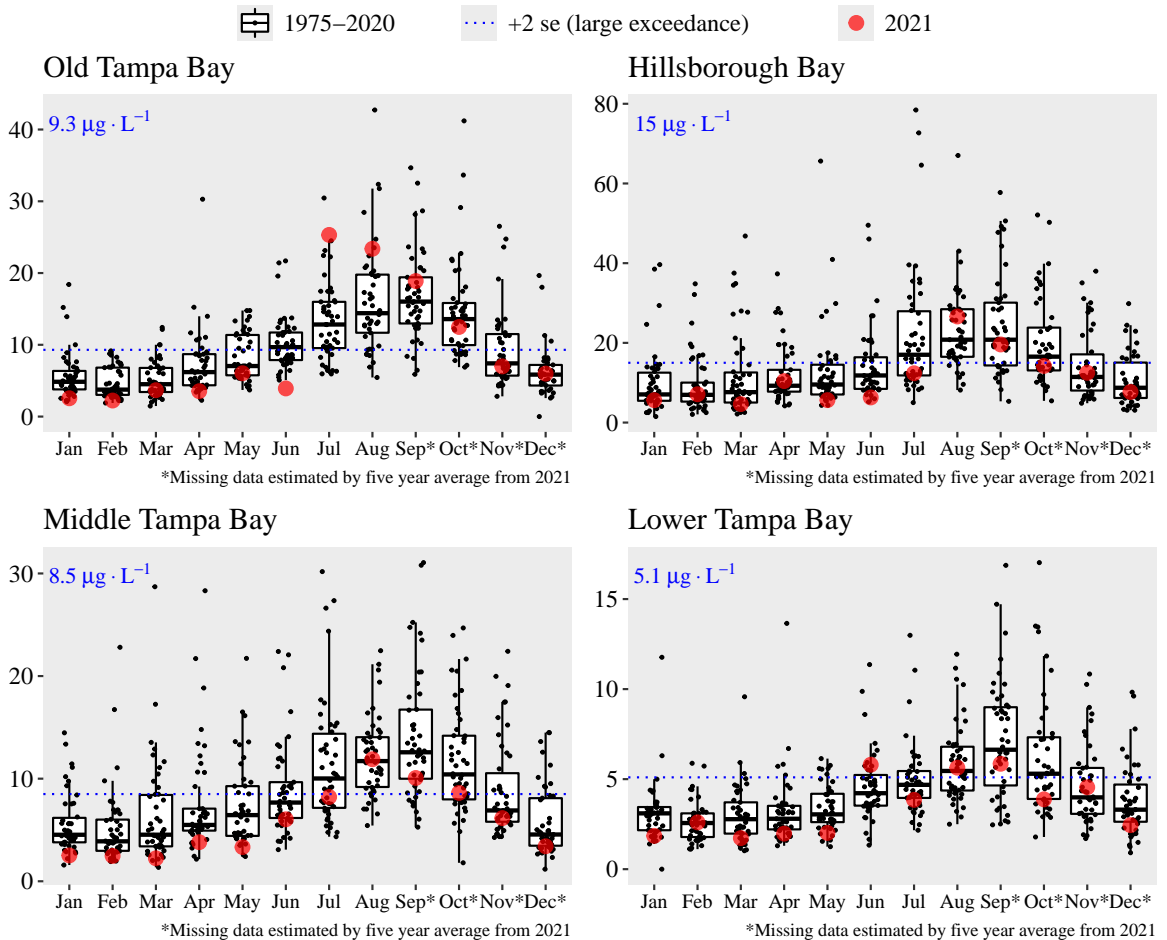 1975–2020 +2 se (large exceedance) 2021
Old Tampa Bay
9.3 μg · L⁻¹
40
30
20
10
0
Jan Feb Mar Apr May Jun Jul Aug Sep* Oct* Nov* Dec*
*Missing data estimated by five year average from 2021
Hillsborough Bay
15 μg · L⁻¹
80
60
40
20
0
Jan Feb Mar Apr May Jun Jul Aug Sep* Oct* Nov* Dec*
*Missing data estimated by five year average from 2021
Middle Tampa Bay
8.5 μg · L⁻¹
30
20
10
0
Jan Feb Mar Apr May Jun Jul Aug Sep* Oct* Nov* Dec*
*Missing data estimated by five year average from 2021
Lower Tampa Bay
5.1 μg · L⁻¹
15
10
5
0
Jan Feb Mar Apr May Jun Jul Aug Sep* Oct* Nov* Dec*
*Missing data estimated by five year average from 2021